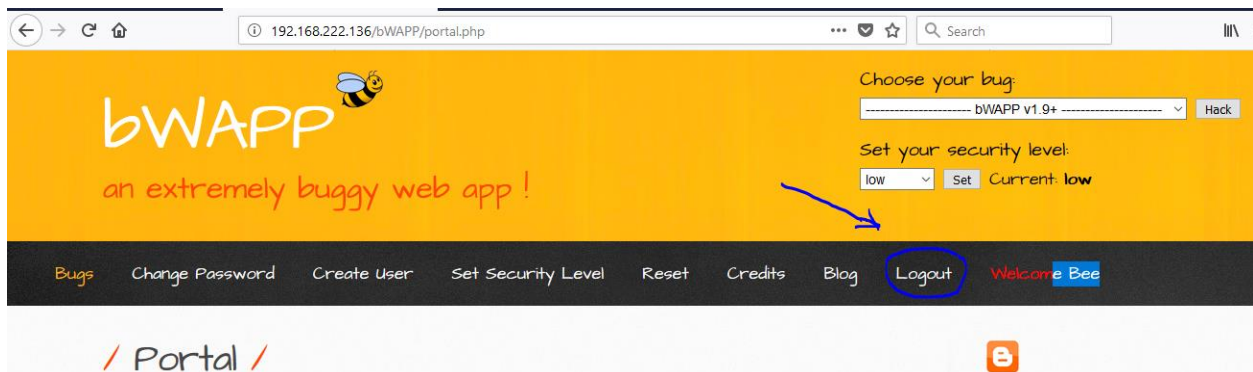 192.168.222.136/bWAPP/portal.php
Search
bWAPP
an extremely buggy web app !
Choose your bug:
---------------------- bWAPP v1.9+ ----------------------
Hack
Set your security level:
low
Set
Current: low
Bugs
Change Password
Create User
Set Security Level
Reset
Credits
Blog
Logout
Welcome Bee
/ Portal /